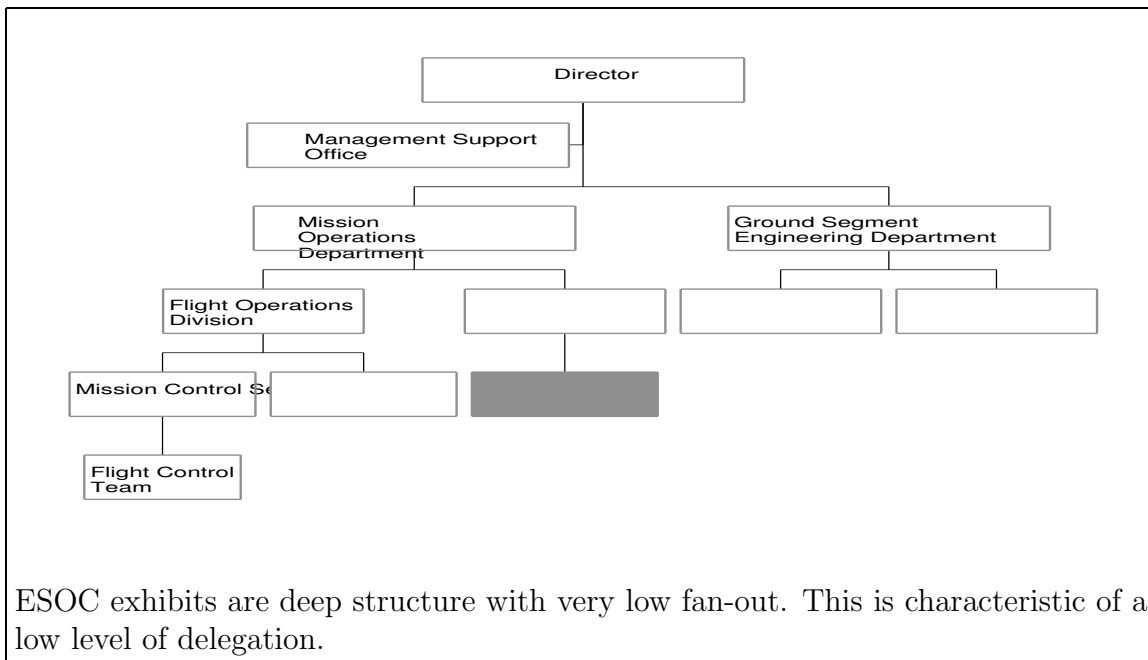 Director
Management Support
Office
Mission
Operations
Department
Ground Segment
Engineering Department
Flight Operations
Division
Mission Control Se
Flight Control
Team
ESOC exhibits are deep structure with very low fan-out. This is characteristic of a
low level of delegation.